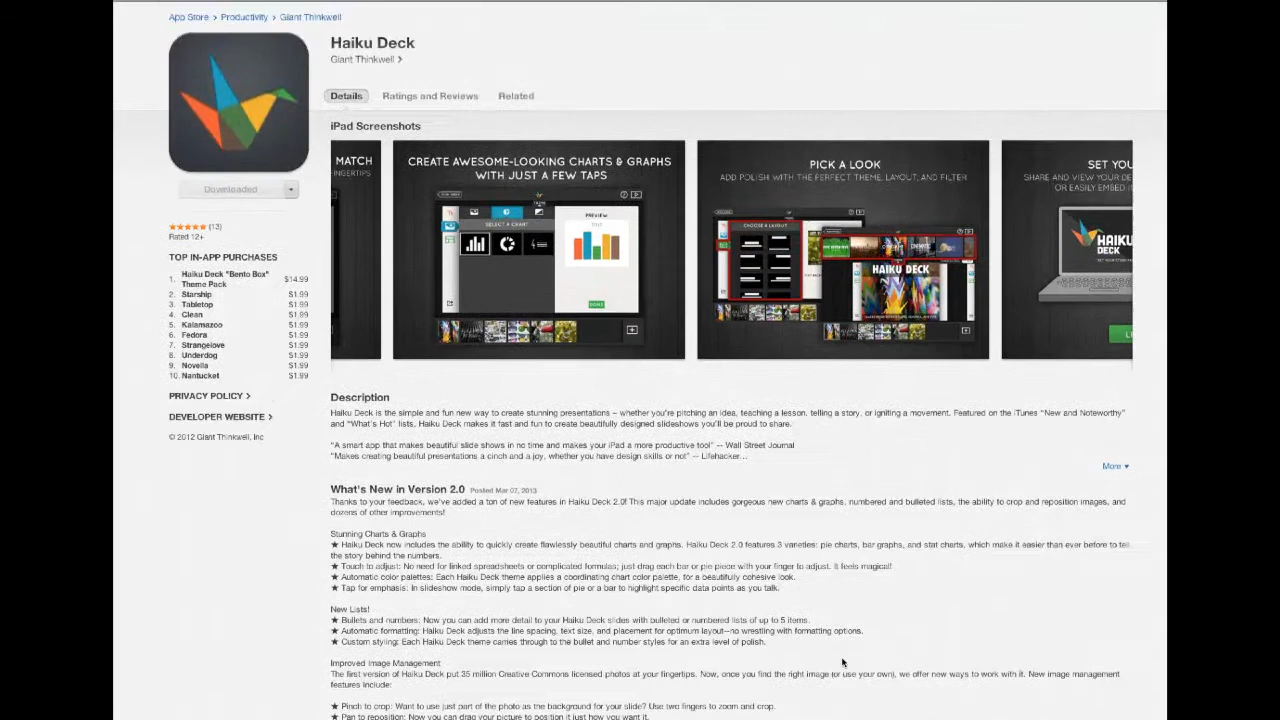 App Store > Productivity > Giant Thinkwell
Haiku Deck
Giant Thinkwell >
Details Ratings and Reviews Related
iPad Screenshots
MATCH
CREATE AWESOME-LOOKING CHARTS & GRAPHS
WITH JUST A FEW TAPS
SELECT A CHART
PREVIEW
DONE
PICK A LOOK
ADD POLISH WITH THE PERFECT THEME, LAYOUT, AND FILTER
CHOOSE A LAYOUT
HAIKU DECK
SET YOU
SHARE AND VIEW YOUR DE
OR EASILY EMBED I
HAIK
DECK
Downloaded
★★★★★ (13)
Rated 12+
TOP IN-APP PURCHASES
1. Haiku Deck "Bento Box" Theme Pack $14.99
2. Starship $1.99
3. Tabletop $1.99
4. Clean $1.99
5. Kalamazoo $1.99
6. Fedora $1.99
7. Strangelove $1.99
8. Underdog $1.99
9. Novella $1.99
10. Nantucket $1.99
PRIVACY POLICY >
DEVELOPER WEBSITE >
© 2012 Giant Thinkwell, Inc
Description
Haiku Deck is the simple and fun new way to create stunning presentations – whether you're pitching an idea, teaching a lesson, telling a story, or igniting a movement. Featured on the iTunes "New and Noteworthy"
and "What's Hot" lists, Haiku Deck makes it fast and fun to create beautifully designed slideshows you'll be proud to share.
"A smart app that makes beautiful slide shows in no time and makes your iPad a more productive tool" -- Wall Street Journal
"Makes creating beautiful presentations a cinch and a joy, whether you have design skills or not" -- Lifehacker...
More ▾
What's New in Version 2.0 Posted Mar 07, 2013
Thanks to your feedback, we've added a ton of new features in Haiku Deck 2.0! This major update includes gorgeous new charts & graphs, numbered and bulleted lists, the ability to crop and reposition images, and
dozens of other improvements!
Stunning Charts & Graphs
★ Haiku Deck now includes the ability to quickly create flawlessly beautiful charts and graphs. Haiku Deck 2.0 features 3 varieties: pie charts, bar graphs, and stat charts, which make it easier than ever before to tell
the story behind the numbers.
★ Touch to adjust: No need for linked spreadsheets or complicated formulas; just drag each bar or pie piece with your finger to adjust. It feels magical!
★ Automatic color palettes: Each Haiku Deck theme applies a coordinating chart color palette, for a beautifully cohesive look.
★ Tap for emphasis: In slideshow mode, simply tap a section of pie or a bar to highlight specific data points as you talk.
New Lists!
★ Bullets and numbers: Now you can add more detail to your Haiku Deck slides with bulleted or numbered lists of up to 5 items.
★ Automatic formatting: Haiku Deck adjusts the line spacing, text size, and placement for optimum layout--no wrestling with formatting options.
★ Custom styling: Each Haiku Deck theme carries through to the bullet and number styles for an extra level of polish.
Improved Image Management
The first version of Haiku Deck put 35 million Creative Commons licensed photos at your fingertips. Now, once you find the right image (or use your own), we offer new ways to work with it. New image management
features include:
★ Pinch to crop: Want to use just part of the photo as the background for your slide? Use two fingers to zoom and crop.
★ Pan to reposition: Now you can drag your picture to position it just how you want it.